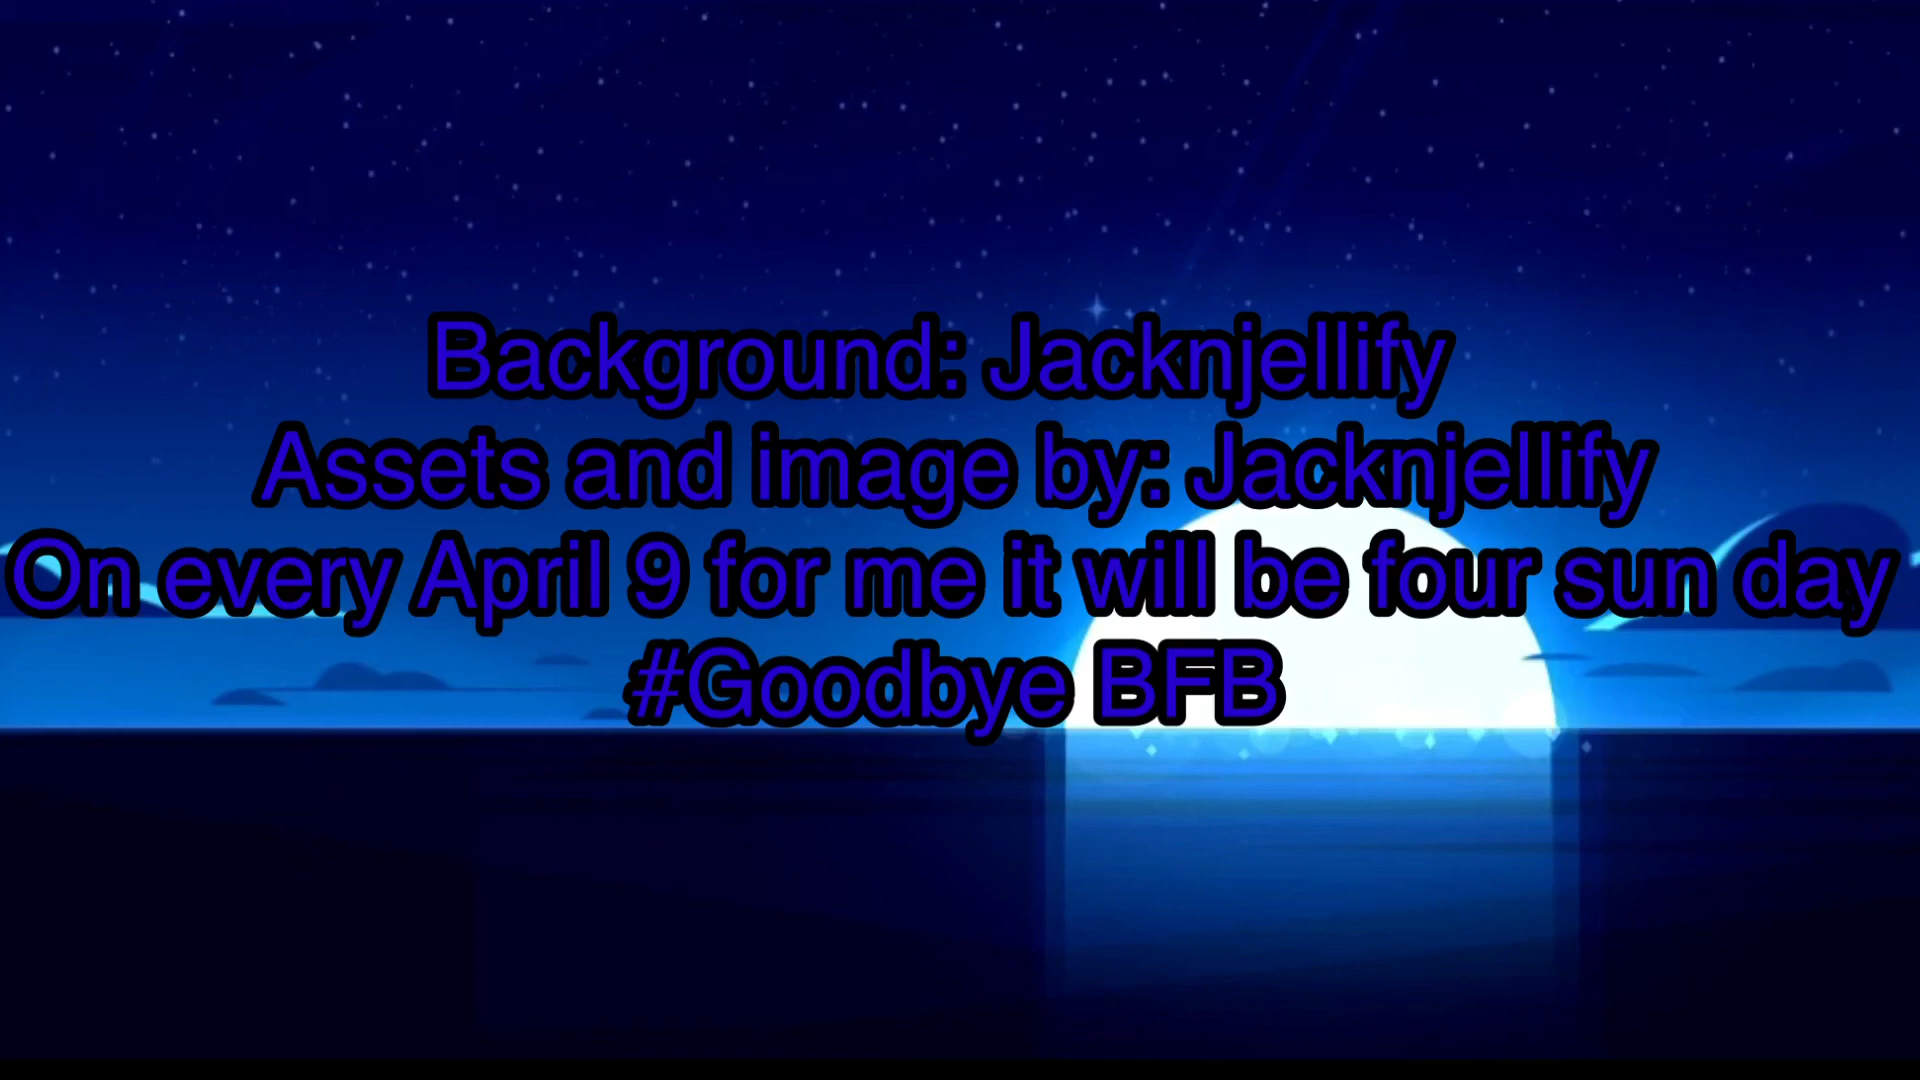 Background: Jacknjellify
Assets and image by: Jacknjellify
On every April 9 for me it will be four sun day
#Goodbye BFB